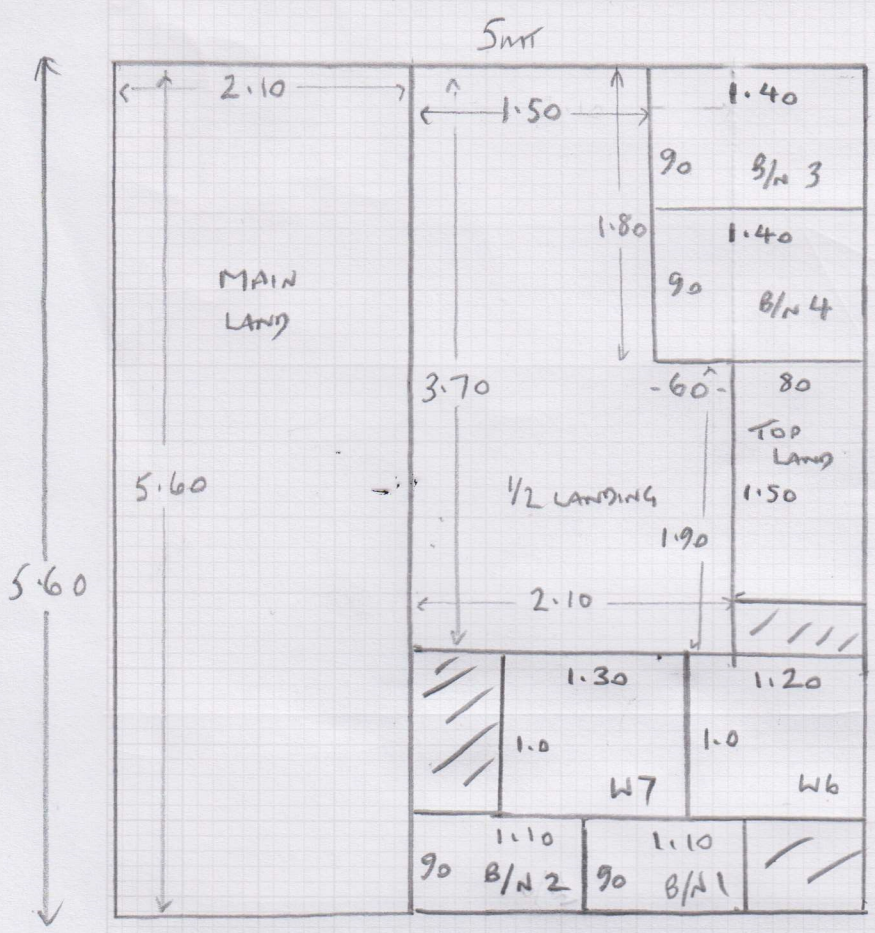 5MT
2.10
1.50
1.40
90
B/N 3
1.80
1.40
90
B/N 4
MAIN
LAND
3.70
-60-
80
TOP
LAND
5.60
1/2 LANDING
1.50
1.90
5.60
2.10
1.30
1.20
1.0
1.0
W7
W6
1.10
1.10
90
B/N 2
90
B/N 1